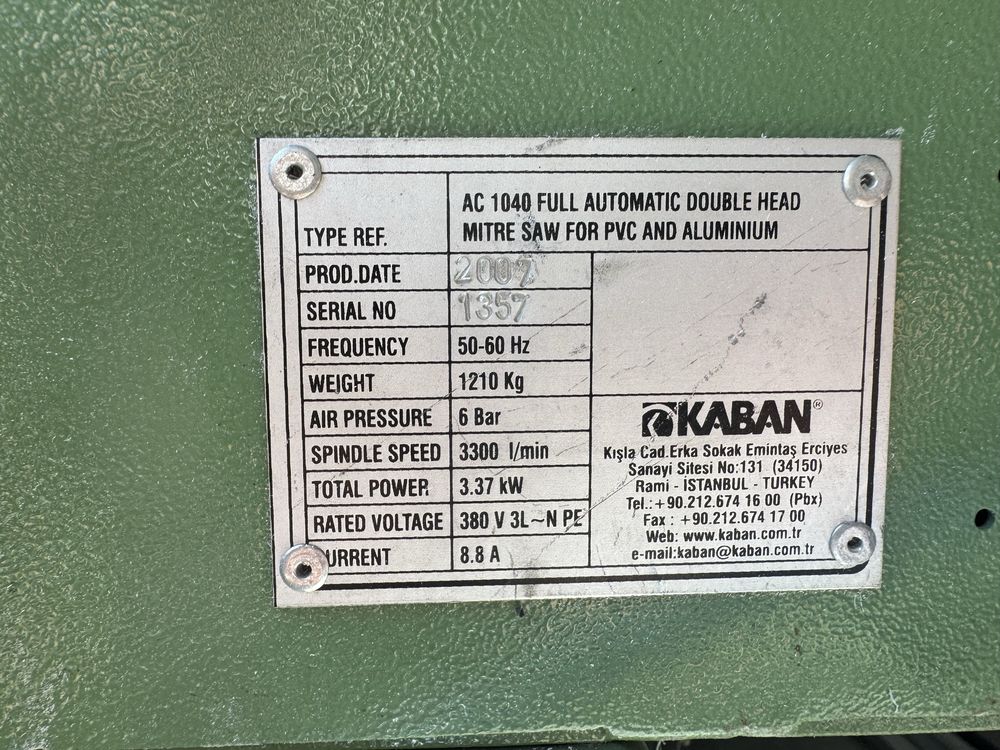 TYPE REF.
AC 1040 FULL AUTOMATIC DOUBLE HEAD
MITRE SAW FOR PVC AND ALUMINIUM
PROD.DATE 2007
SERIAL NO 1357
FREQUENCY 50-60 Hz
WEIGHT 1210 Kg
AIR PRESSURE 6 Bar
SPINDLE SPEED 3300 l/min
TOTAL POWER 3.37 kW
RATED VOLTAGE 380 V 3L~N PE
CURRENT 8.8 A
KABAN®
Kışla Cad.Erka Sokak Emintaş Erciyes
Sanayi Sitesi No:131 (34150)
Rami - İSTANBUL - TURKEY
Tel.:+90.212.674 16 00 (Pbx)
Fax : +90.212.674 17 00
Web: www.kaban.com.tr
e-mail:kaban@kaban.com.tr